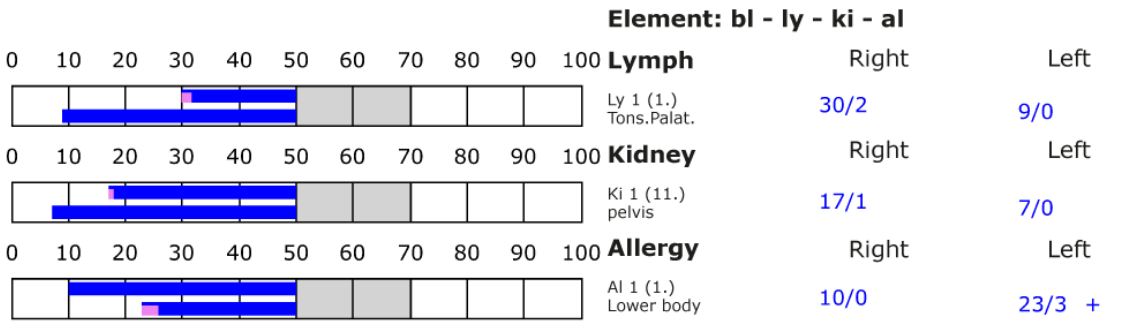 Element: bl - ly - ki - al
0 10 20 30 40 50 60 70 80 90 100 Lymph Right Left
Ly 1 (1.) 30/2 9/0
Tons.Palat.
0 10 20 30 40 50 60 70 80 90 100 Kidney Right Left
Ki 1 (11.) 17/1 7/0
pelvis
0 10 20 30 40 50 60 70 80 90 100 Allergy Right Left
Al 1 (1.) 10/0 23/3 +
Lower body